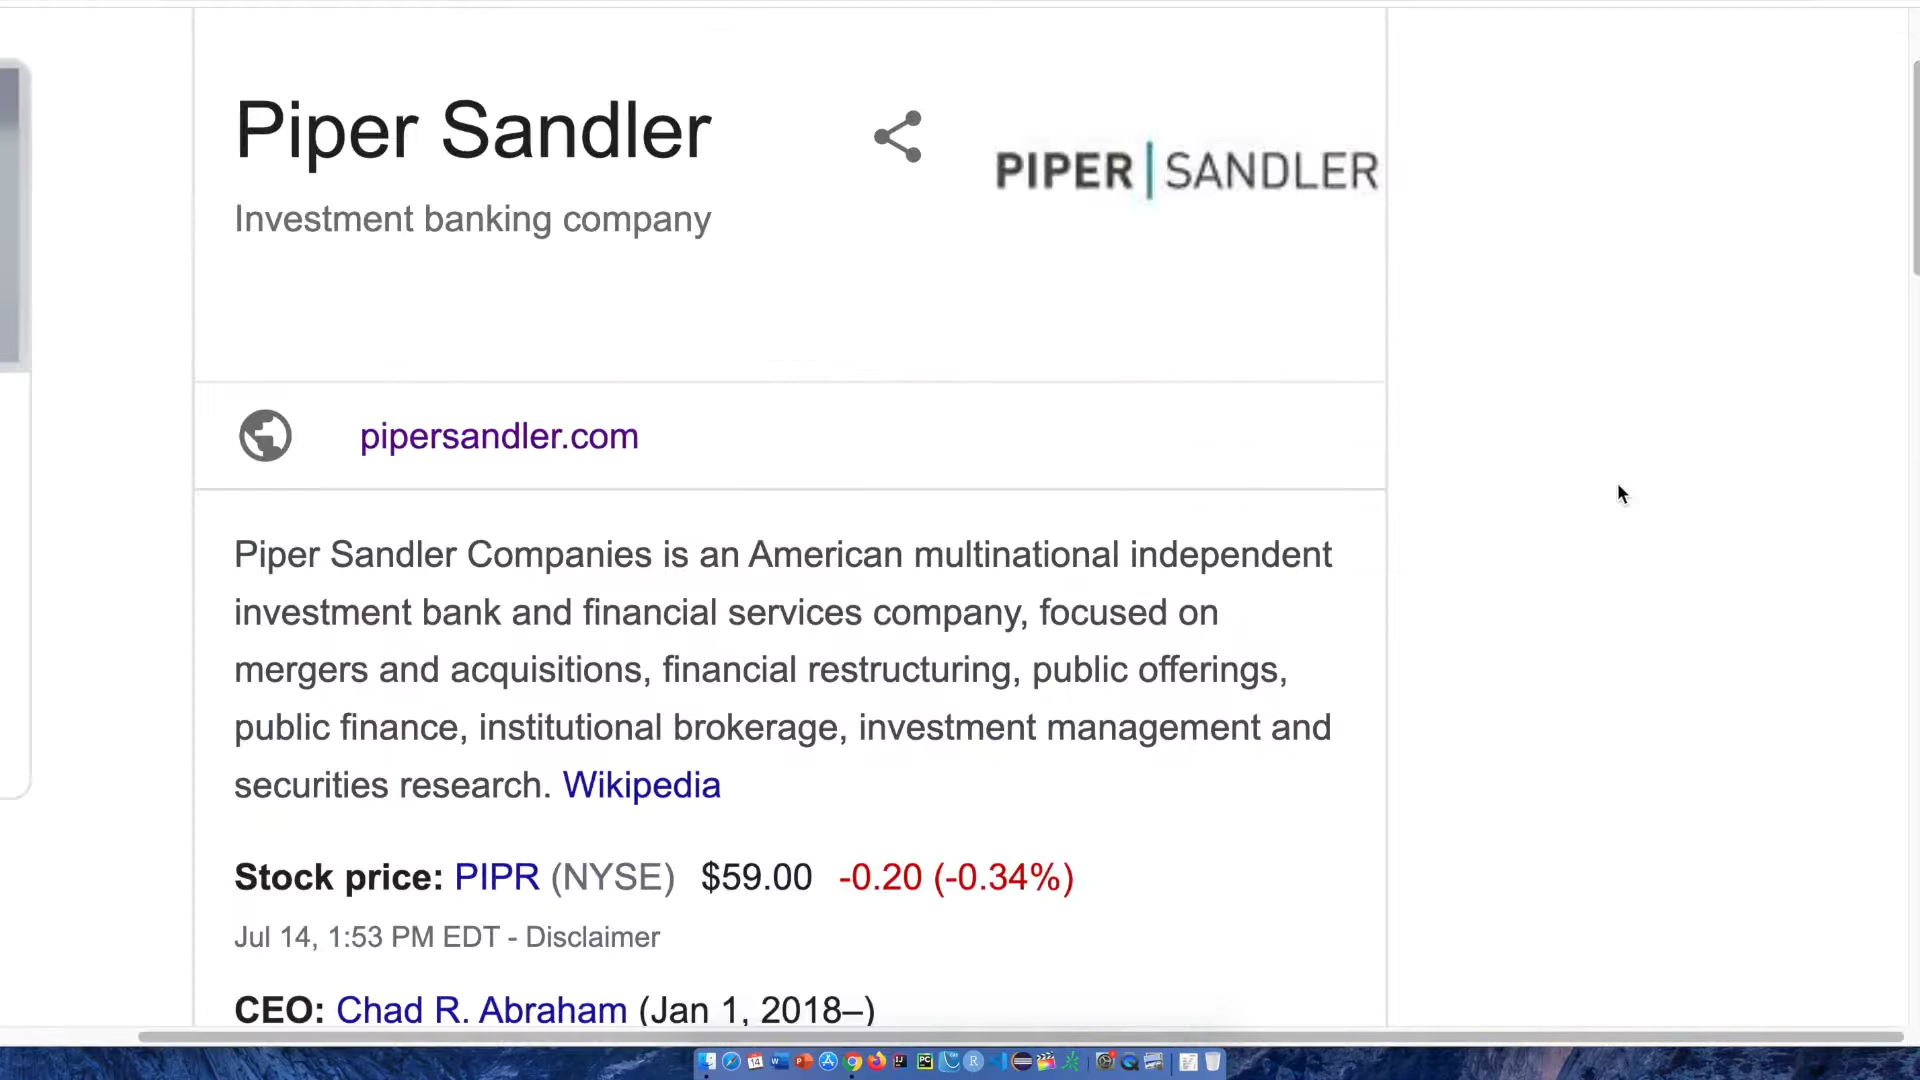 Piper Sandler
PIPER | SANDLER
Investment banking company
pipersandler.com
Piper Sandler Companies is an American multinational independent
investment bank and financial services company, focused on
mergers and acquisitions, financial restructuring, public offerings,
public finance, institutional brokerage, investment management and
securities research. Wikipedia
Stock price: PIPR (NYSE) $59.00 -0.20 (-0.34%)
Jul 14, 1:53 PM EDT - Disclaimer
CEO: Chad R. Abraham (Jan 1, 2018–)